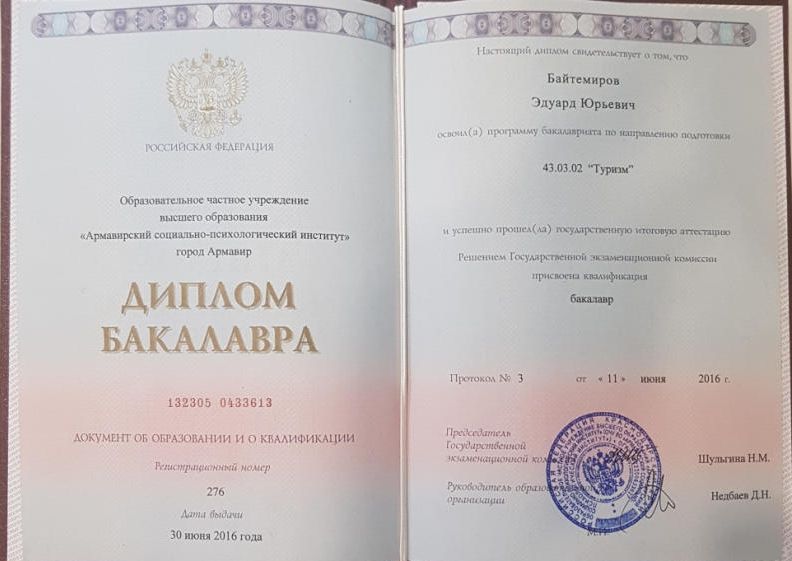 РОССИЙСКАЯ ФЕДЕРАЦИЯ
Образовательное частное учреждение
высшего образования
«Армавирский социально-психологический институт»
город Армавир
ДИПЛОМ
БАКАЛАВРА
132305 0433613
ДОКУМЕНТ ОБ ОБРАЗОВАНИИ И О КВАЛИФИКАЦИИ
Регистрационный номер
276
Дата выдачи
30 июня 2016 года
Настоящий диплом свидетельствует о том, что
Байтемиров
Эдуард Юрьевич
освоил(а) программу бакалавриата по направлению подготовки
43.03.02 "Туризм"
и успешно прошел(ла) государственную итоговую аттестацию
Решением Государственной экзаменационной комиссии
присвоена квалификация
бакалавр
Протокол № 3 от « 11 » июня 2016 г.
Председатель
Государственной
экзаменационной
Шульгина Н.М.
Руководитель
организации
Недбаев Д.Н.
М.П.